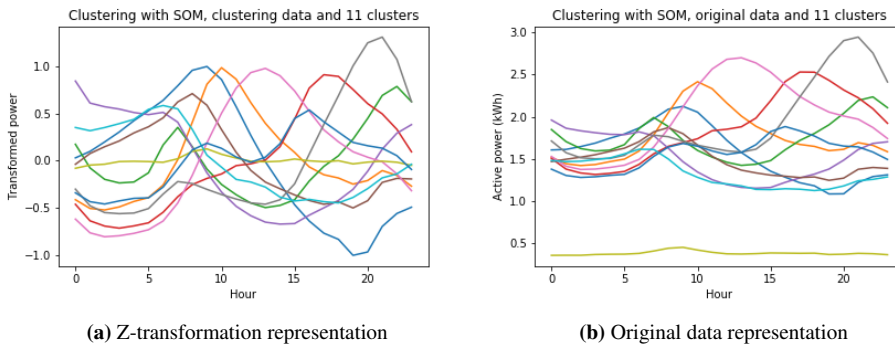 Clustering with SOM, clustering data and 11 clusters
Transformed power
1.0
0.5
0.0
−0.5
−1.0
0 5 10 15 20
Hour
(a) Z-transformation representation
Clustering with SOM, original data and 11 clusters
Active power (kWh)
3.0
2.5
2.0
1.5
1.0
0.5
0 5 10 15 20
Hour
(b) Original data representation